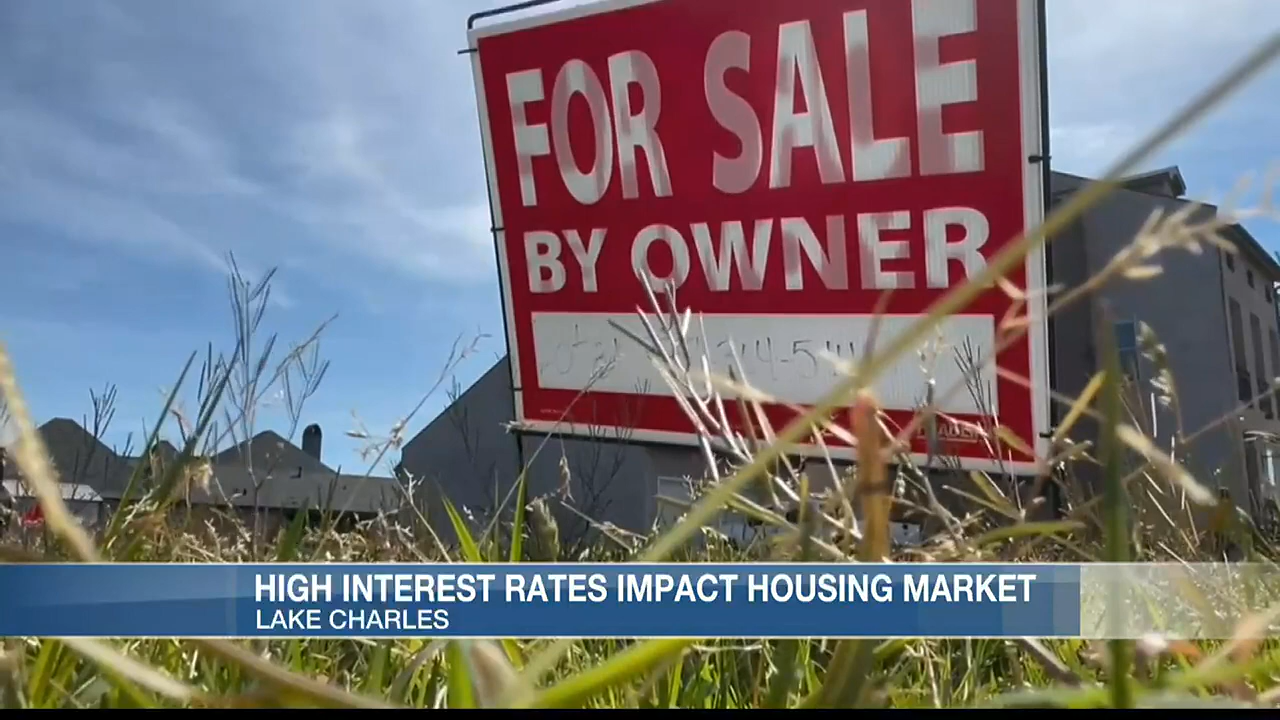 FOR SALE
BY OWNER
HIGH INTEREST RATES IMPACT HOUSING MARKET
LAKE CHARLES